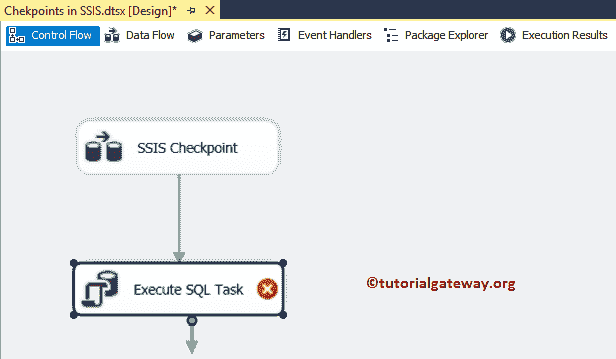 Chekpoints in SSIS.dtsx [Design]*
Control Flow Data Flow Parameters Event Handlers Package Explorer Execution Results
SSIS Checkpoint
Execute SQL Task
©tutorialgateway.org